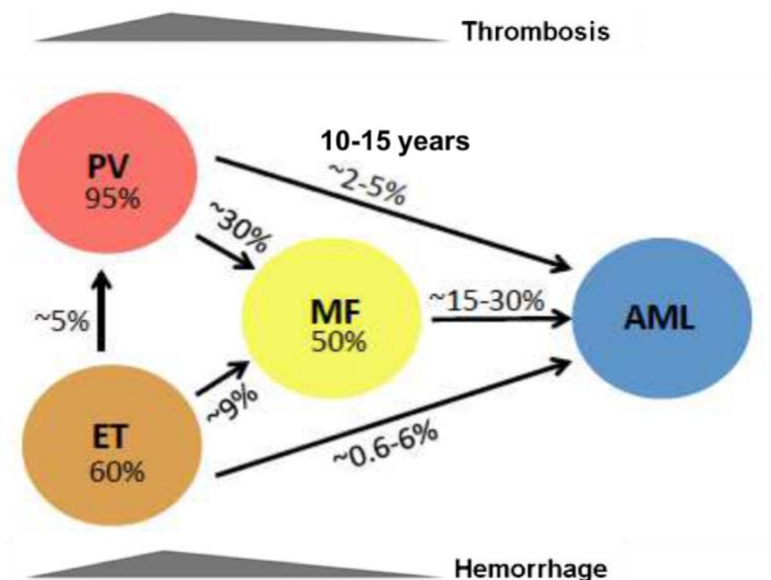 Thrombosis
10-15 years
~2-5%
PV
95%
~30%
~5%
MF
50%
~15-30%
AML
~9%
ET
60%
~0.6-6%
Hemorrhage